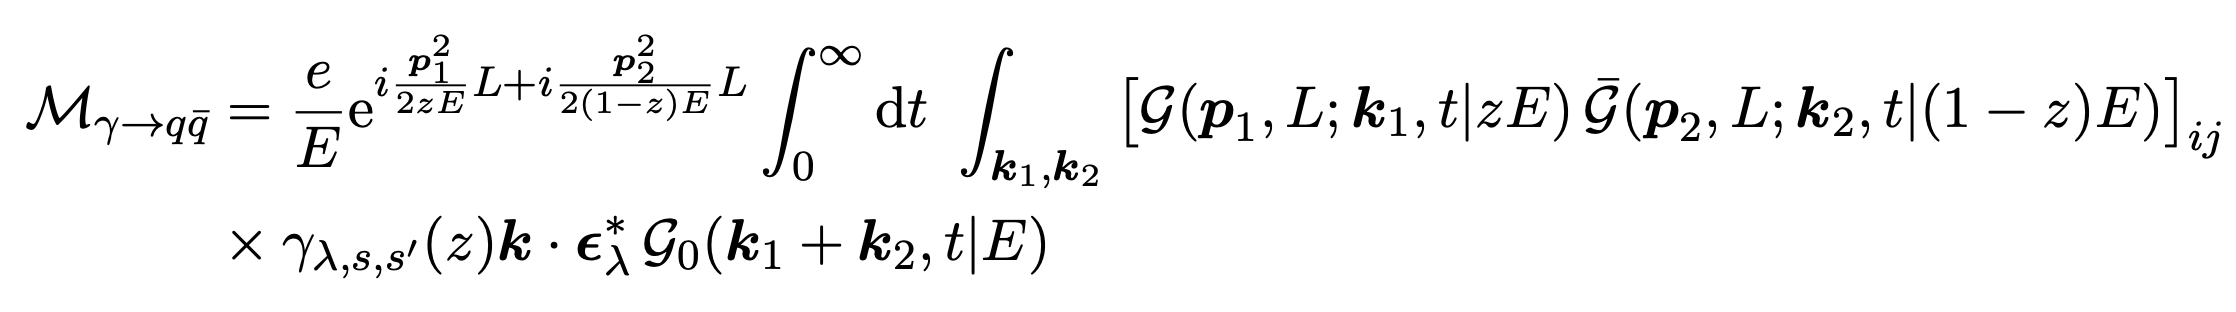 \mathcal{M}_{\gamma \to q\bar{q}} = \frac{e}{E} \mathrm{e}^{i\frac{\boldsymbol{p}_1^2}{2zE}L + i\frac{\boldsymbol{p}_2^2}{2(1-z)E}L} \int_0^\infty \mathrm{d}t \int_{\boldsymbol{k}_1, \boldsymbol{k}_2} \left[ \mathcal{G}(\boldsymbol{p}_1, L; \boldsymbol{k}_1, t | zE) \, \bar{\mathcal{G}}(\boldsymbol{p}_2, L; \boldsymbol{k}_2, t | (1-z)E) \right]_{ij}
\times \gamma_{\lambda, s, s'}(z) \boldsymbol{k} \cdot \boldsymbol{\epsilon}_\lambda^* \, \mathcal{G}_0(\boldsymbol{k}_1 + \boldsymbol{k}_2, t | E)